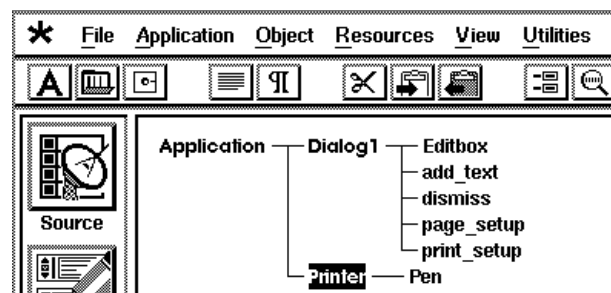 File Application Object Resources View Utilities
A ¶
Application Dialog1 Editbox
add_text
dismiss
page_setup
print_setup
Source
Printer Pen